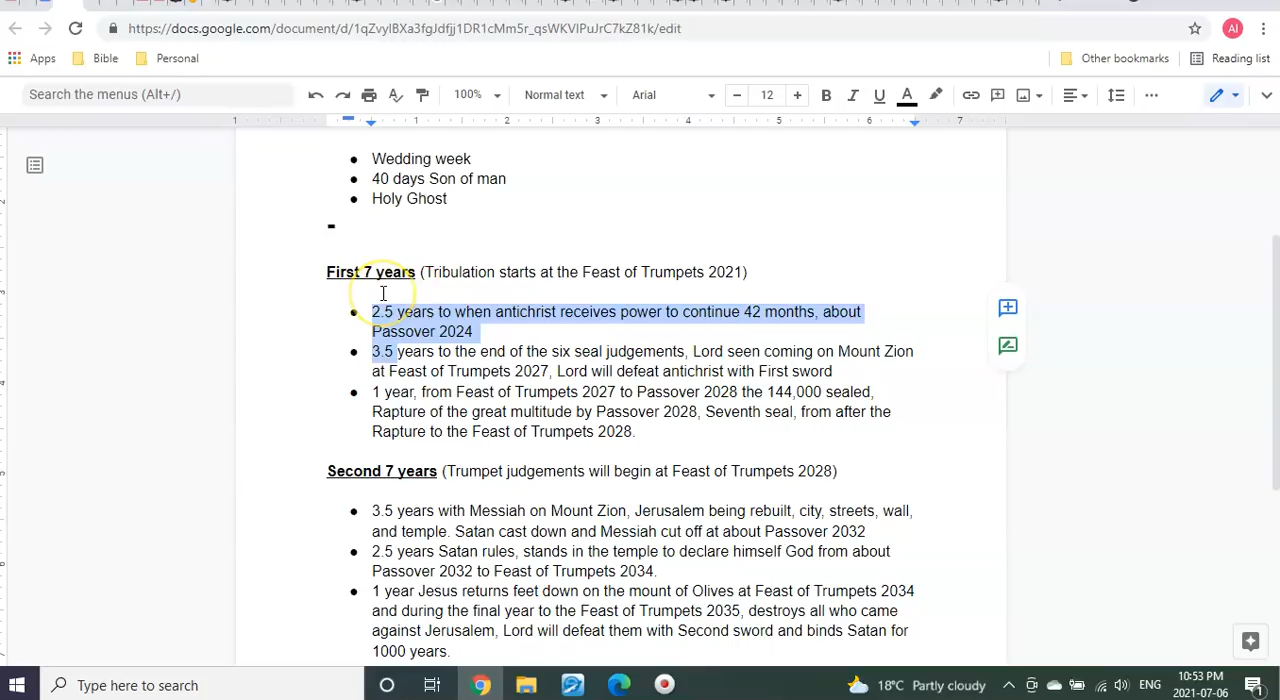 https://docs.google.com/document/d/1qZvylBXa3fgJdfjj1DR1cMm5r_qsWKVlPuJrC7kZ81k/edit
AI
Apps
Bible
Personal
Other bookmarks
Reading list
Search the menus (Alt+/)
100%
Normal text
Arial
12
B
I
U
A
1 1 2 3 4 5 6 7
Wedding week
40 days Son of man
Holy Ghost
-
First 7 years (Tribulation starts at the Feast of Trumpets 2021)
2.5 years to when antichrist receives power to continue 42 months, about
Passover 2024
3.5 years to the end of the six seal judgements, Lord seen coming on Mount Zion
at Feast of Trumpets 2027, Lord will defeat antichrist with First sword
1 year, from Feast of Trumpets 2027 to Passover 2028 the 144,000 sealed,
Rapture of the great multitude by Passover 2028, Seventh seal, from after the
Rapture to the Feast of Trumpets 2028.
Second 7 years (Trumpet judgements will begin at Feast of Trumpets 2028)
3.5 years with Messiah on Mount Zion, Jerusalem being rebuilt, city, streets, wall,
and temple. Satan cast down and Messiah cut off at about Passover 2032
2.5 years Satan rules, stands in the temple to declare himself God from about
Passover 2032 to Feast of Trumpets 2034.
1 year Jesus returns feet down on the mount of Olives at Feast of Trumpets 2034
and during the final year to the Feast of Trumpets 2035, destroys all who came
against Jerusalem, Lord will defeat them with Second sword and binds Satan for
1000 years.
Type here to search
18°C Partly cloudy
ENG
10:53 PM
2021-07-06